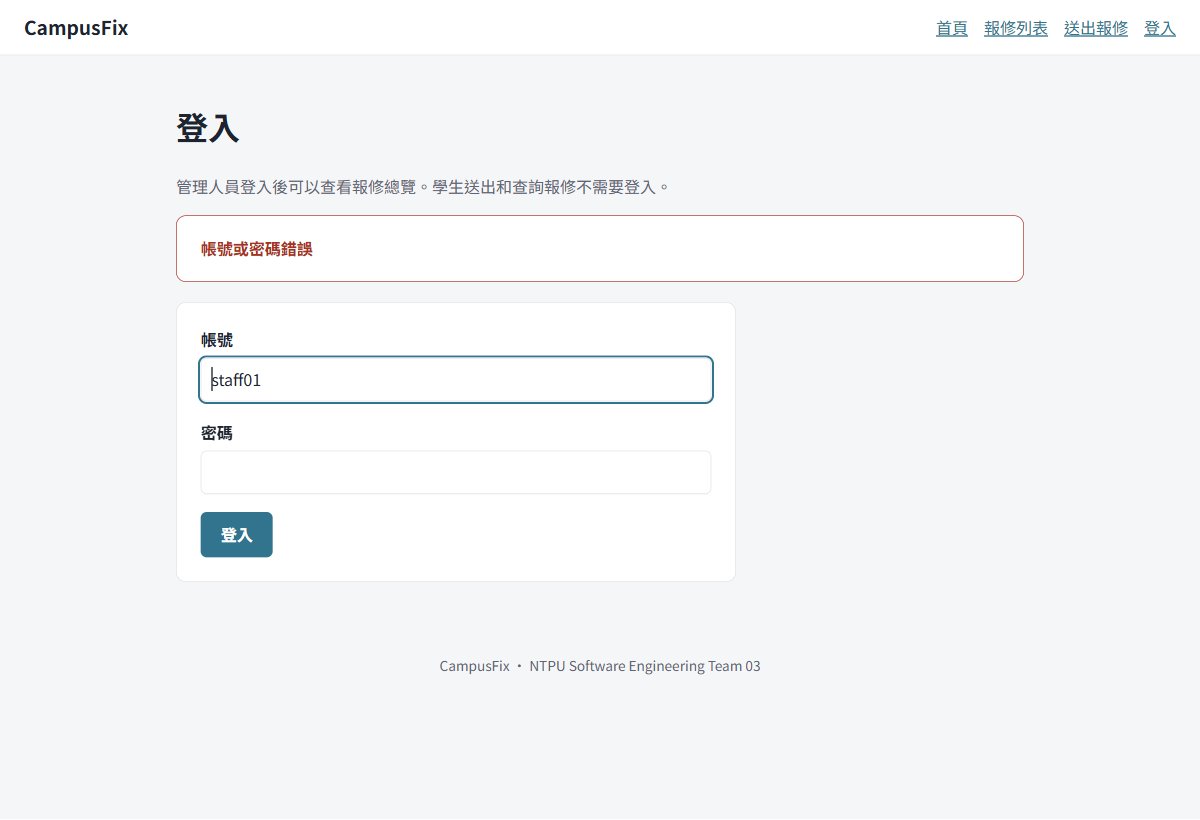 CampusFix
首頁 報修列表 送出報修 登入
登入
管理人員登入後可以查看報修總覽。學生送出和查詢報修不需要登入。
帳號或密碼錯誤
帳號
staff01
密碼
登入
CampusFix · NTPU Software Engineering Team 03